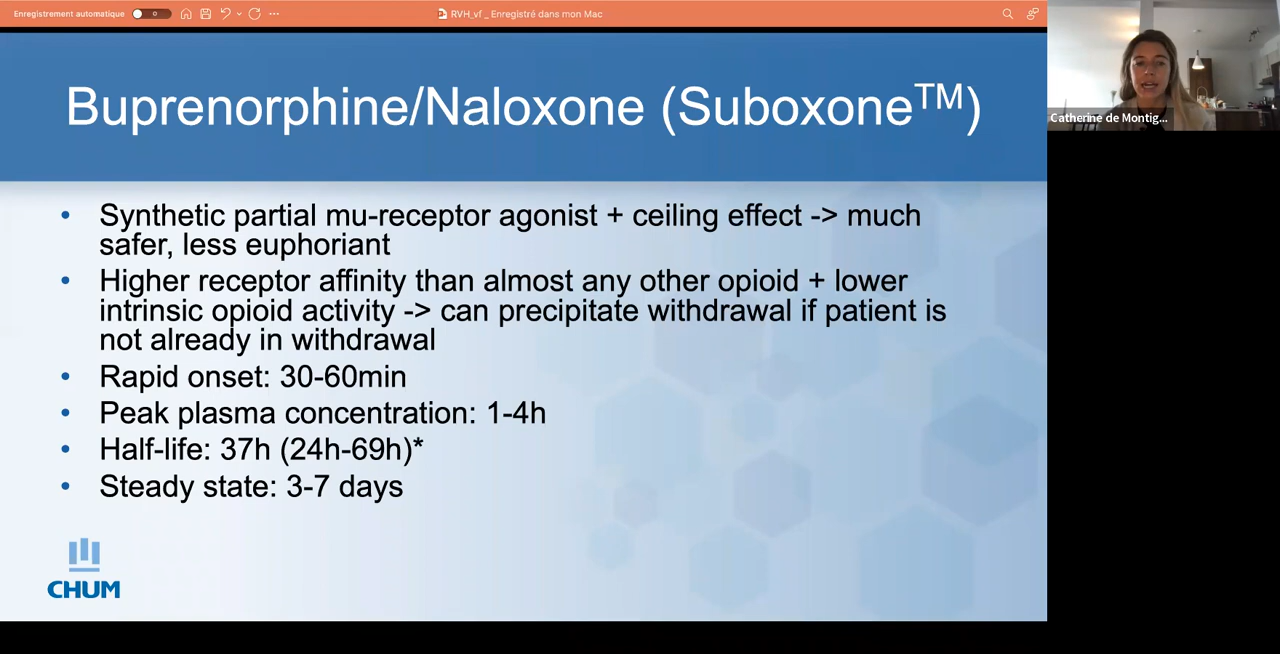 Enregistrement automatique
RVH_vf _ Enregistré dans mon Mac
Buprenorphine/Naloxone (Suboxone™)
• Synthetic partial mu-receptor agonist + ceiling effect -> much
safer, less euphoriant
• Higher receptor affinity than almost any other opioid + lower
intrinsic opioid activity -> can precipitate withdrawal if patient is
not already in withdrawal
• Rapid onset: 30-60min
• Peak plasma concentration: 1-4h
• Half-life: 37h (24h-69h)*
• Steady state: 3-7 days
CHUM
Catherine de Montig...